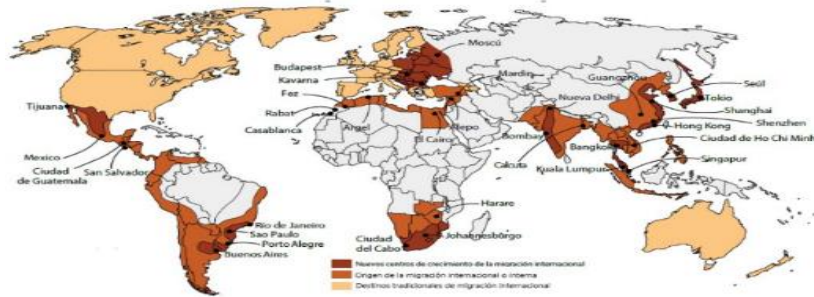 Moscú
Budapest
Kavarna
Mardin
Guangzhou
Seúl
Fez
Nueva Delhi
Tijuana
Rabat
Tokio
Shanghai
Casablanca
Argel
Alepo
Shenzhen
El Cairo
Bombay
Hong Kong
Mexico
Calcuta
Bangkok
Ciudad de Ho Chi Minh
Ciudad
de Guatemala
San Salvador
Kuala Lumpur
Singapur
Harare
Río de Janeiro
Sao Paulo
Porto Alegre
Buenos Aires
Ciudad
del Cabo
Johannesburgo
Nuevos centros de crecimiento de la migración internacional
Origen de la migración internacional o interna
Destinos tradicionales de migración internacional